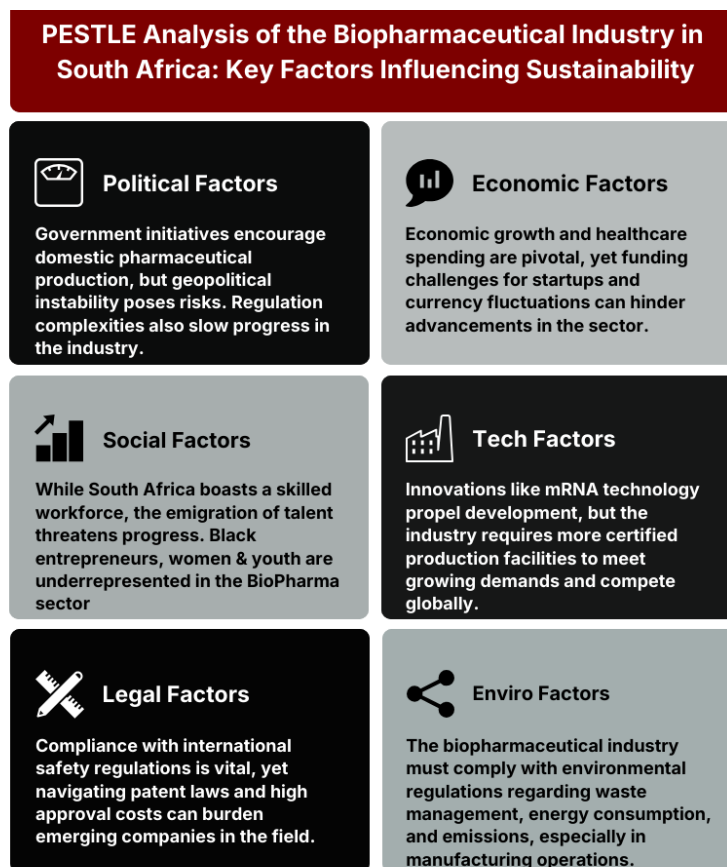 PESTLE Analysis of the Biopharmaceutical Industry in
South Africa: Key Factors Influencing Sustainability
Political Factors
Government initiatives encourage
domestic pharmaceutical
production, but geopolitical
instability poses risks. Regulation
complexities also slow progress in
the industry.
Economic Factors
Economic growth and healthcare
spending are pivotal, yet funding
challenges for startups and
currency fluctuations can hinder
advancements in the sector.
Social Factors
While South Africa boasts a skilled
workforce, the emigration of talent
threatens progress. Black
entrepreneurs, women & youth are
underrepresented in the BioPharma
sector
Tech Factors
Innovations like mRNA technology
propel development, but the
industry requires more certified
production facilities to meet
growing demands and compete
globally.
Legal Factors
Compliance with international
safety regulations is vital, yet
navigating patent laws and high
approval costs can burden
emerging companies in the field.
Enviro Factors
The biopharmaceutical industry
must comply with environmental
regulations regarding waste
management, energy consumption,
and emissions, especially in
manufacturing operations.